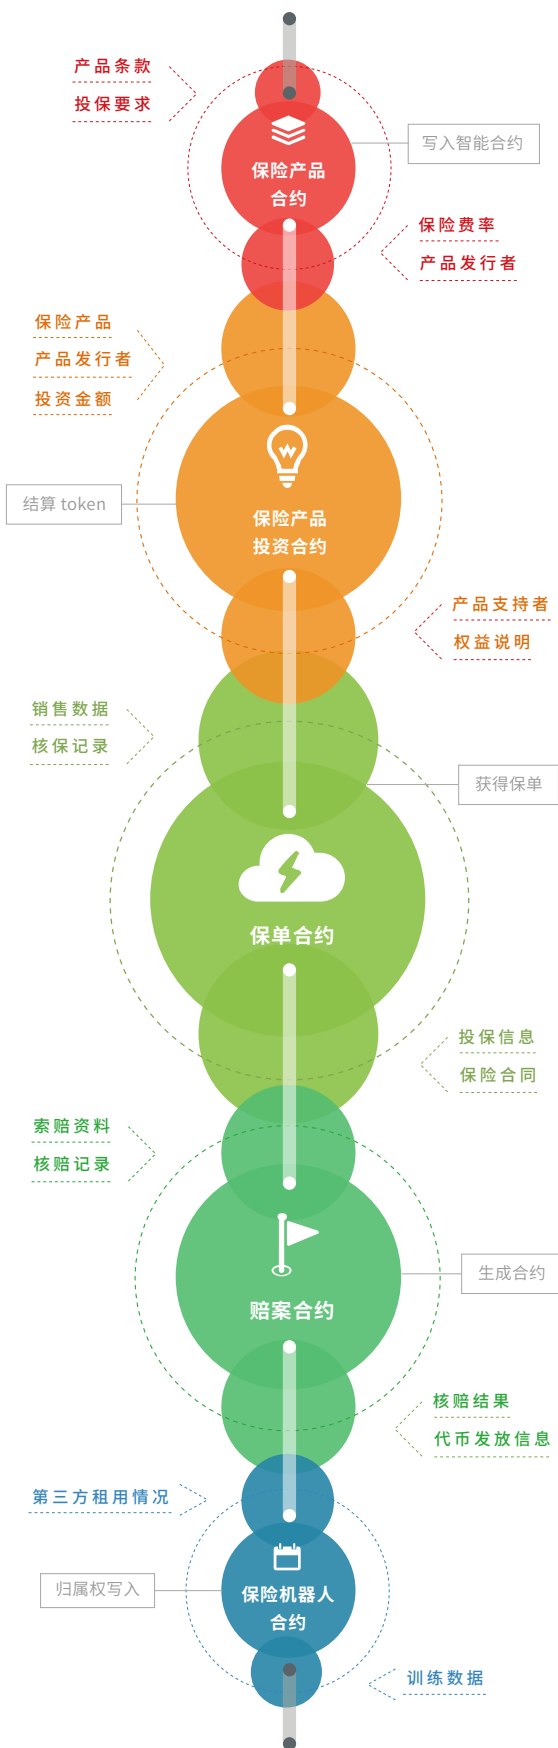 产品条款
投保要求
写入智能合约
保险产品
合约
保险费率
产品发行者
保险产品
产品发行者
投资金额
结算 token
保险产品
投资合约
产品支持者
权益说明
销售数据
核保记录
获得保单
保单合约
投保信息
保险合同
索赔资料
核赔记录
生成合约
赔案合约
核赔结果
代币发放信息
第三方租用情况
归属权写入
保险机器人
合约
训练数据